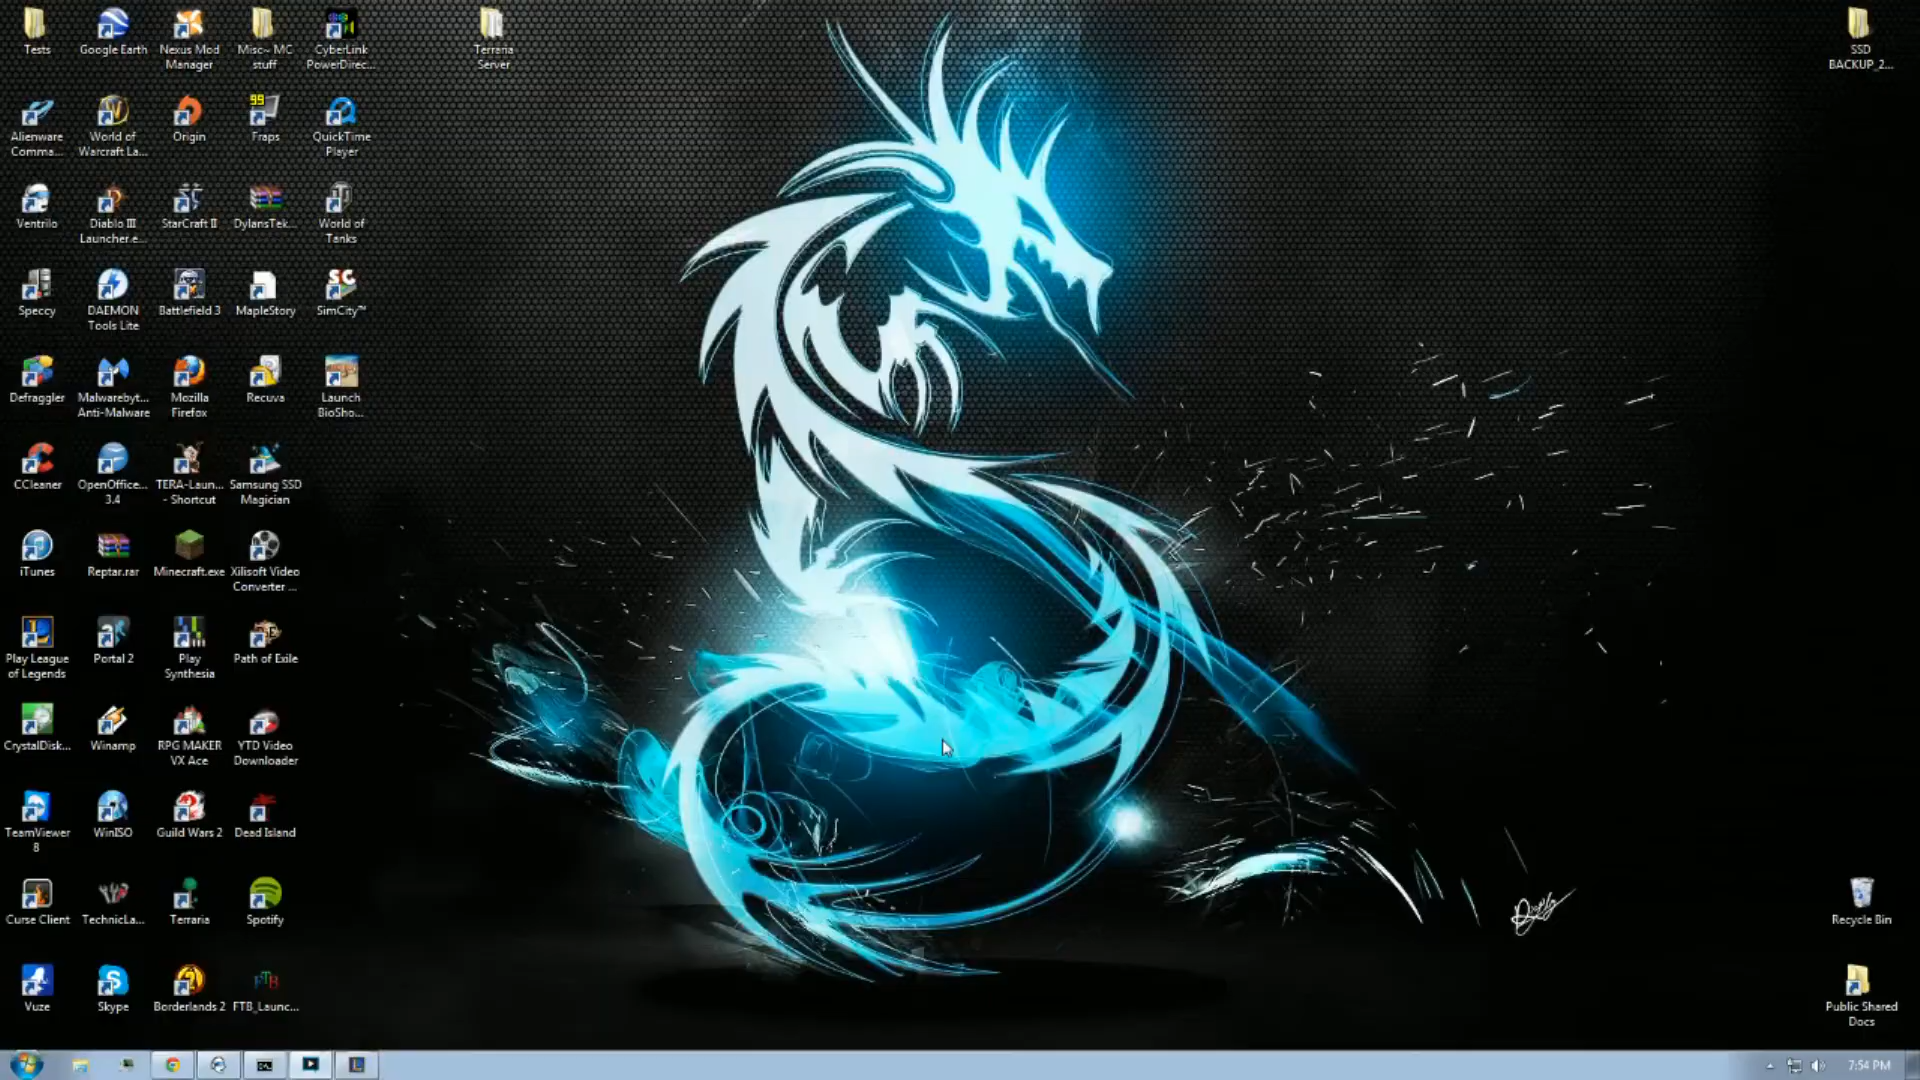 Tests
Google Earth
Nexus Mod
Manager
Misc~ MC
stuff
CyberLink
PowerDirec...
Terraria
Server
SSD
BACKUP_2...
Alienware
Comma...
World of
Warcraft La...
Origin
99
Fraps
QuickTime
Player
Ventrilo
Diablo III
Launcher.e...
StarCraft II
DylansTek...
World of
Tanks
Speccy
DAEMON
Tools Lite
Battlefield 3
MapleStory
SC
SimCity™
Defraggler
Malwarebyt...
Anti-Malware
Mozilla
Firefox
Recuva
Launch
BioSho...
CCleaner
OpenOffice...
3.4
TERA-Laun...
- Shortcut
Samsung SSD
Magician
iTunes
Reptar.rar
Minecraft.exe
Xilisoft Video
Converter ...
Play League
of Legends
Portal 2
Play
Synthesia
Path of Exile
CrystalDisk...
Winamp
RPG MAKER
VX Ace
YTD Video
Downloader
TeamViewer
8
WinISO
Guild Wars 2
Dead Island
Curse Client
TechnicLa...
Terraria
Spotify
Recycle Bin
Vuze
Skype
Borderlands 2
FTB
FTB_Launc...
Public Shared
Docs
7:54 PM